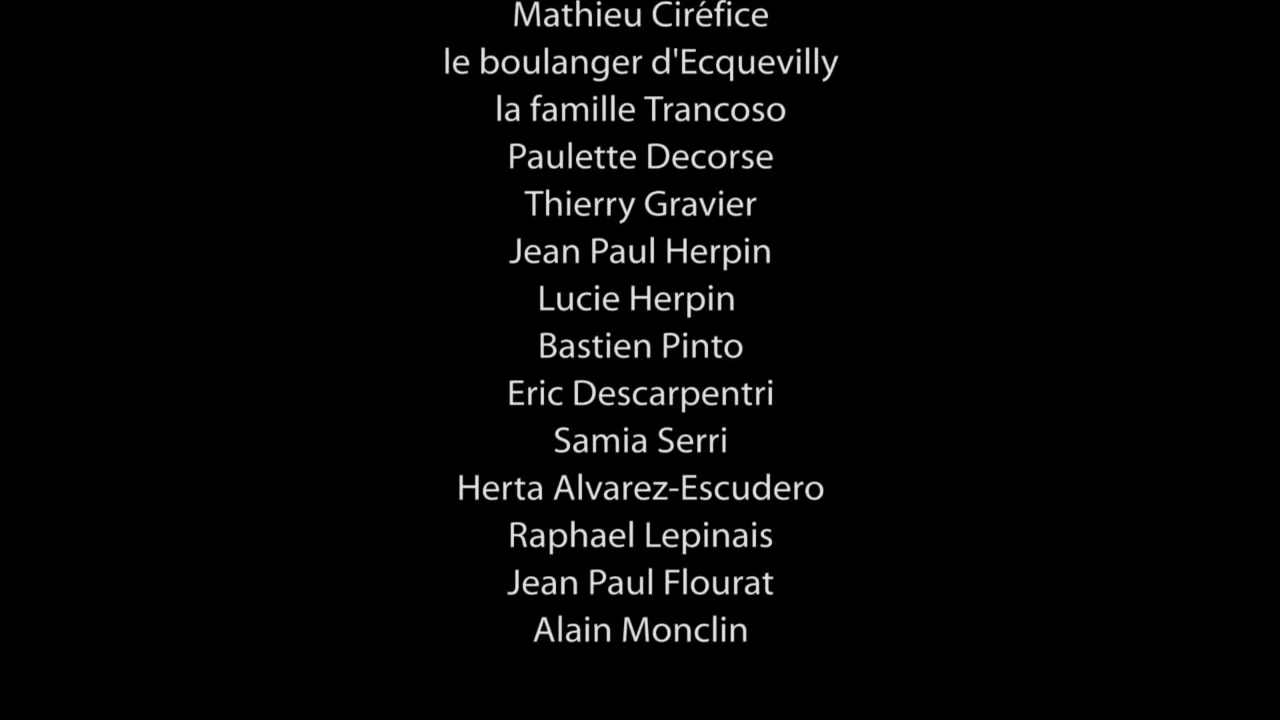 Mathieu Ciréfice
le boulanger d'Ecquevilly
la famille Trancoso
Paulette Decorse
Thierry Gravier
Jean Paul Herpin
Lucie Herpin
Bastien Pinto
Eric Descarpentri
Samia Serri
Herta Alvarez-Escudero
Raphael Lepinais
Jean Paul Flourat
Alain Monclin